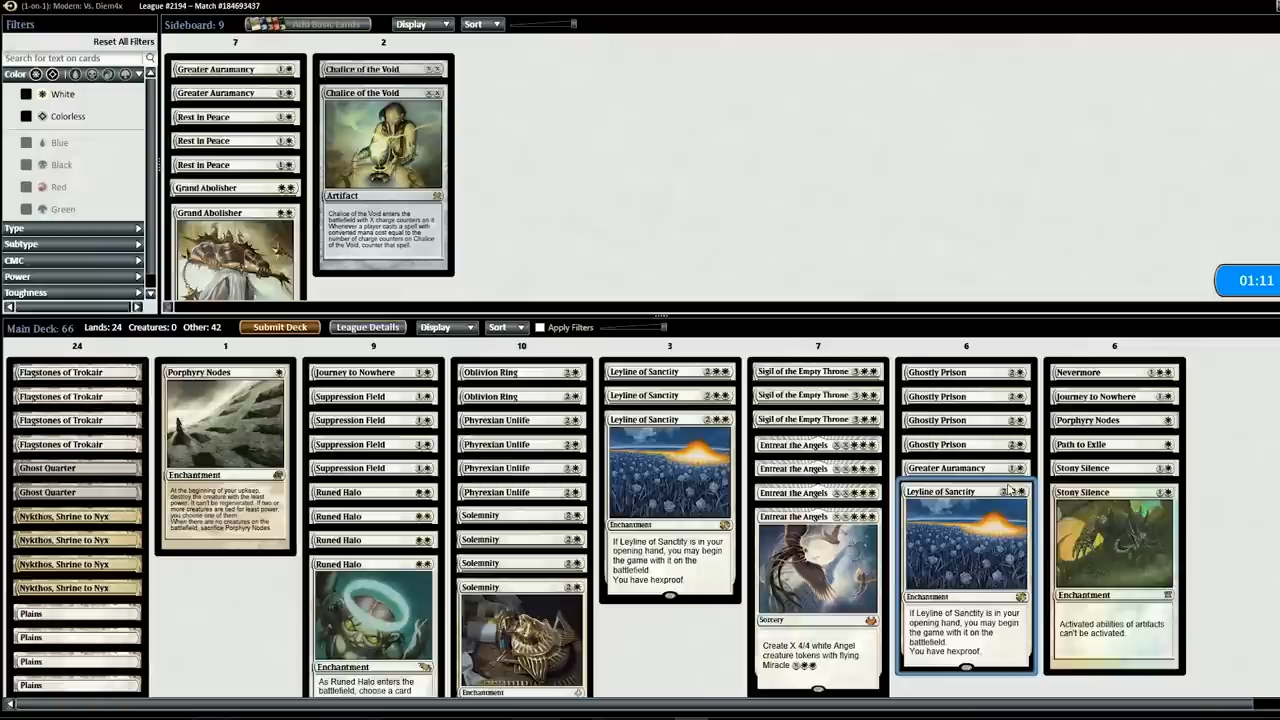 (1-on-1): Modern: Vs. Diem4x League #2194 – Match #184693437
Filters
Reset All Filters
Search for text on cards
Color
White
Colorless
Blue
Black
Red
Green
Type
Subtype
CMC
Power
Toughness
Sideboard: 9 Add Basic Lands Display Sort
7 2
Greater Auramancy
Greater Auramancy
Rest in Peace
Rest in Peace
Rest in Peace
Grand Abolisher
Grand Abolisher
Chalice of the Void
Chalice of the Void
Artifact
Chalice of the Void enters the
battlefield with X charge counters on it
Whenever a player casts a spell with
converted mana cost equal to the
number of charge counters on Chalice
of the Void, counter that spell.
01:11
Main Deck: 66 Lands: 24 Creatures: 0 Other: 42 Submit Deck League Details Display Sort Apply Filters
24 1 9 10 3 7 6 6
Flagstones of Trokair
Flagstones of Trokair
Flagstones of Trokair
Flagstones of Trokair
Ghost Quarter
Ghost Quarter
Nykthos, Shrine to Nyx
Nykthos, Shrine to Nyx
Nykthos, Shrine to Nyx
Nykthos, Shrine to Nyx
Plains
Plains
Plains
Plains
Porphyry Nodes
Enchantment
At the beginning of your upkeep,
destroy the creature with the least
power. It can't be regenerated. If two or
more creatures are tied for least power,
you choose one of them.
When there are no creatures on the
battlefield, sacrifice Porphyry Nodes
Journey to Nowhere
Suppression Field
Suppression Field
Suppression Field
Suppression Field
Runed Halo
Runed Halo
Runed Halo
Runed Halo
Enchantment
As Runed Halo enters the
battlefield, choose a card
Oblivion Ring
Oblivion Ring
Phyrexian Unlife
Phyrexian Unlife
Phyrexian Unlife
Phyrexian Unlife
Solemnity
Solemnity
Solemnity
Solemnity
Enchantment
Leyline of Sanctity
Leyline of Sanctity
Leyline of Sanctity
Enchantment
If Leyline of Sanctity is in your
opening hand, you may begin
the game with it on the
battlefield.
You have hexproof.
Sigil of the Empty Throne
Sigil of the Empty Throne
Sigil of the Empty Throne
Entreat the Angels
Entreat the Angels
Entreat the Angels
Entreat the Angels
Sorcery
Create X 4/4 white Angel
creature tokens with flying
Miracle
Ghostly Prison
Ghostly Prison
Ghostly Prison
Ghostly Prison
Greater Auramancy
Leyline of Sanctity
Enchantment
If Leyline of Sanctity is in your
opening hand, you may begin
the game with it on the
battlefield.
You have hexproof.
Nevermore
Journey to Nowhere
Porphyry Nodes
Path to Exile
Stony Silence
Stony Silence
Enchantment
Activated abilities of artifacts
can't be activated.